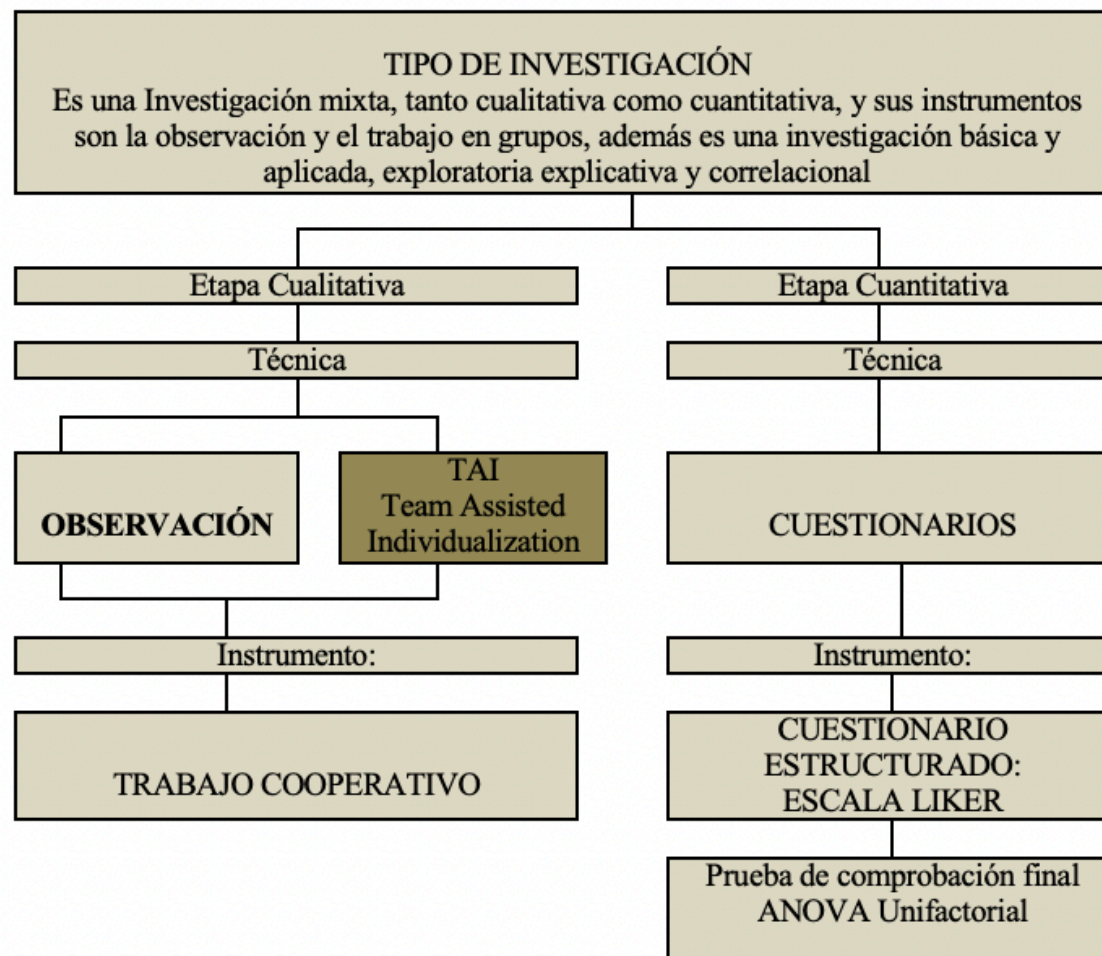 TIPO DE INVESTIGACIÓN
Es una Investigación mixta, tanto cualitativa como cuantitativa, y sus instrumentos
son la observación y el trabajo en grupos, además es una investigación básica y
aplicada, exploratoria explicativa y correlacional
Etapa Cualitativa
Etapa Cuantitativa
Técnica
Técnica
OBSERVACIÓN
TAI
Team Assisted
Individualization
CUESTIONARIOS
Instrumento:
Instrumento:
TRABAJO COOPERATIVO
CUESTIONARIO
ESTRUCTURADO:
ESCALA LIKER
Prueba de comprobación final
ANOVA Unifactorial